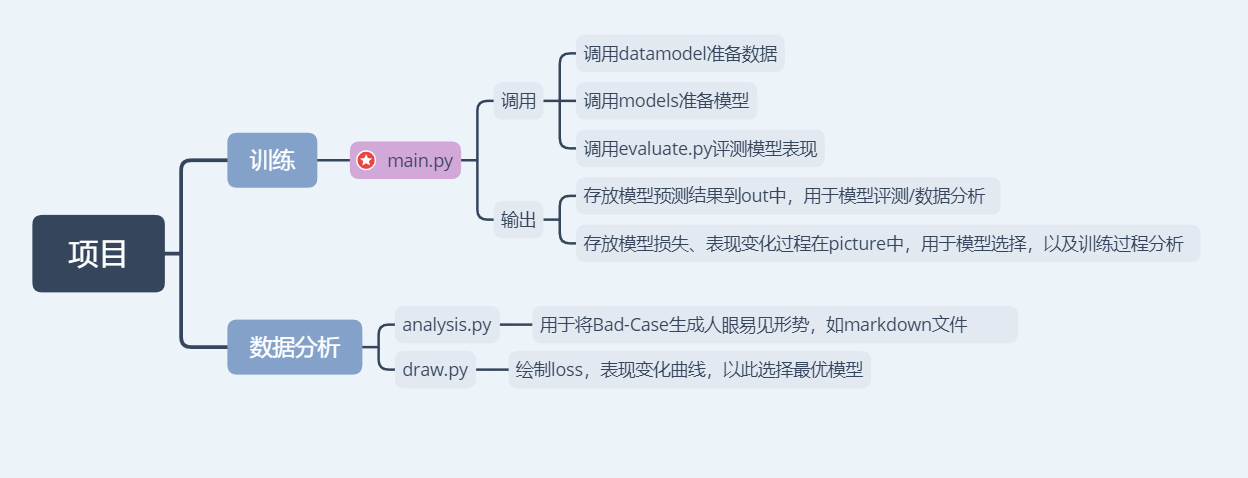 项目
训练
main.py
调用
调用datamodel准备数据
调用models准备模型
调用evaluate.py评测模型表现
输出
存放模型预测结果到out中，用于模型评测/数据分析
存放模型损失、表现变化过程在picture中，用于模型选择，以及训练过程分析
数据分析
analysis.py
用于将Bad-Case生成人眼易见形势，如markdown文件
draw.py
绘制loss，表现变化曲线，以此选择最优模型